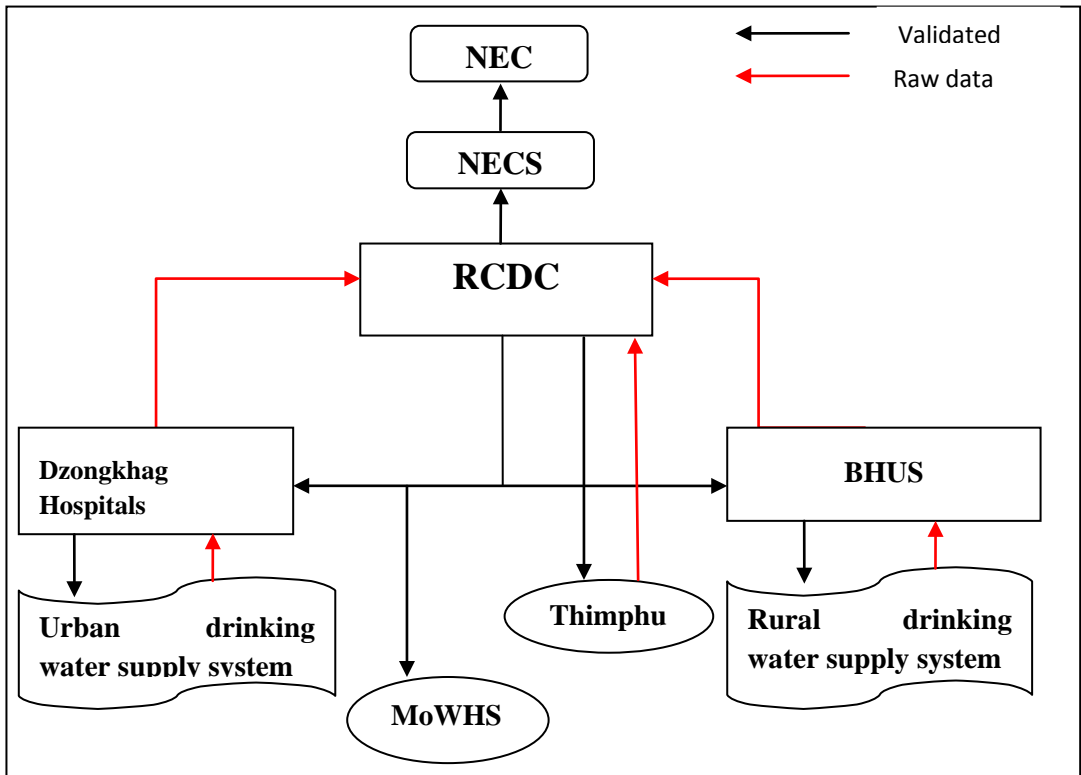 NEC
Validated
Raw data
NECS
RCDC
Dzongkhag
Hospitals
BHUS
Urban drinking
water supply system
Thimphu
Rural drinking
water supply system
MoWHS